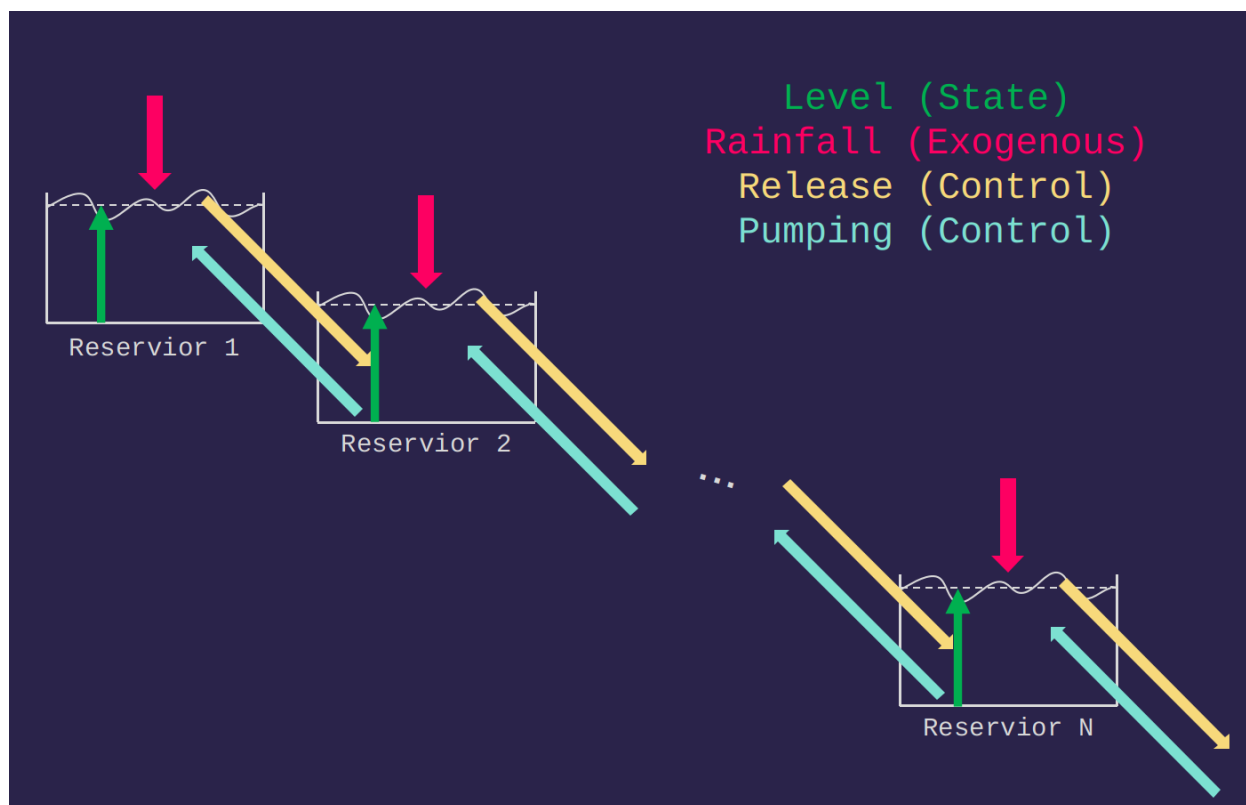 Level (State)
Rainfall (Exogenous)
Release (Control)
Pumping (Control)
Reservior 1
Reservior 2
...
Reservior N